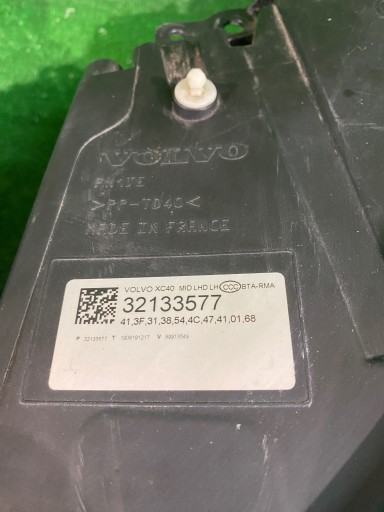 VOLVO
>PP-TD40<
MADE IN FRANCE
VOLVO XC40 MID LHD LH CCC BTA-RMA
32133577
41,3F,31,38,54,4C,47,41,01,68
P 32133577 T V